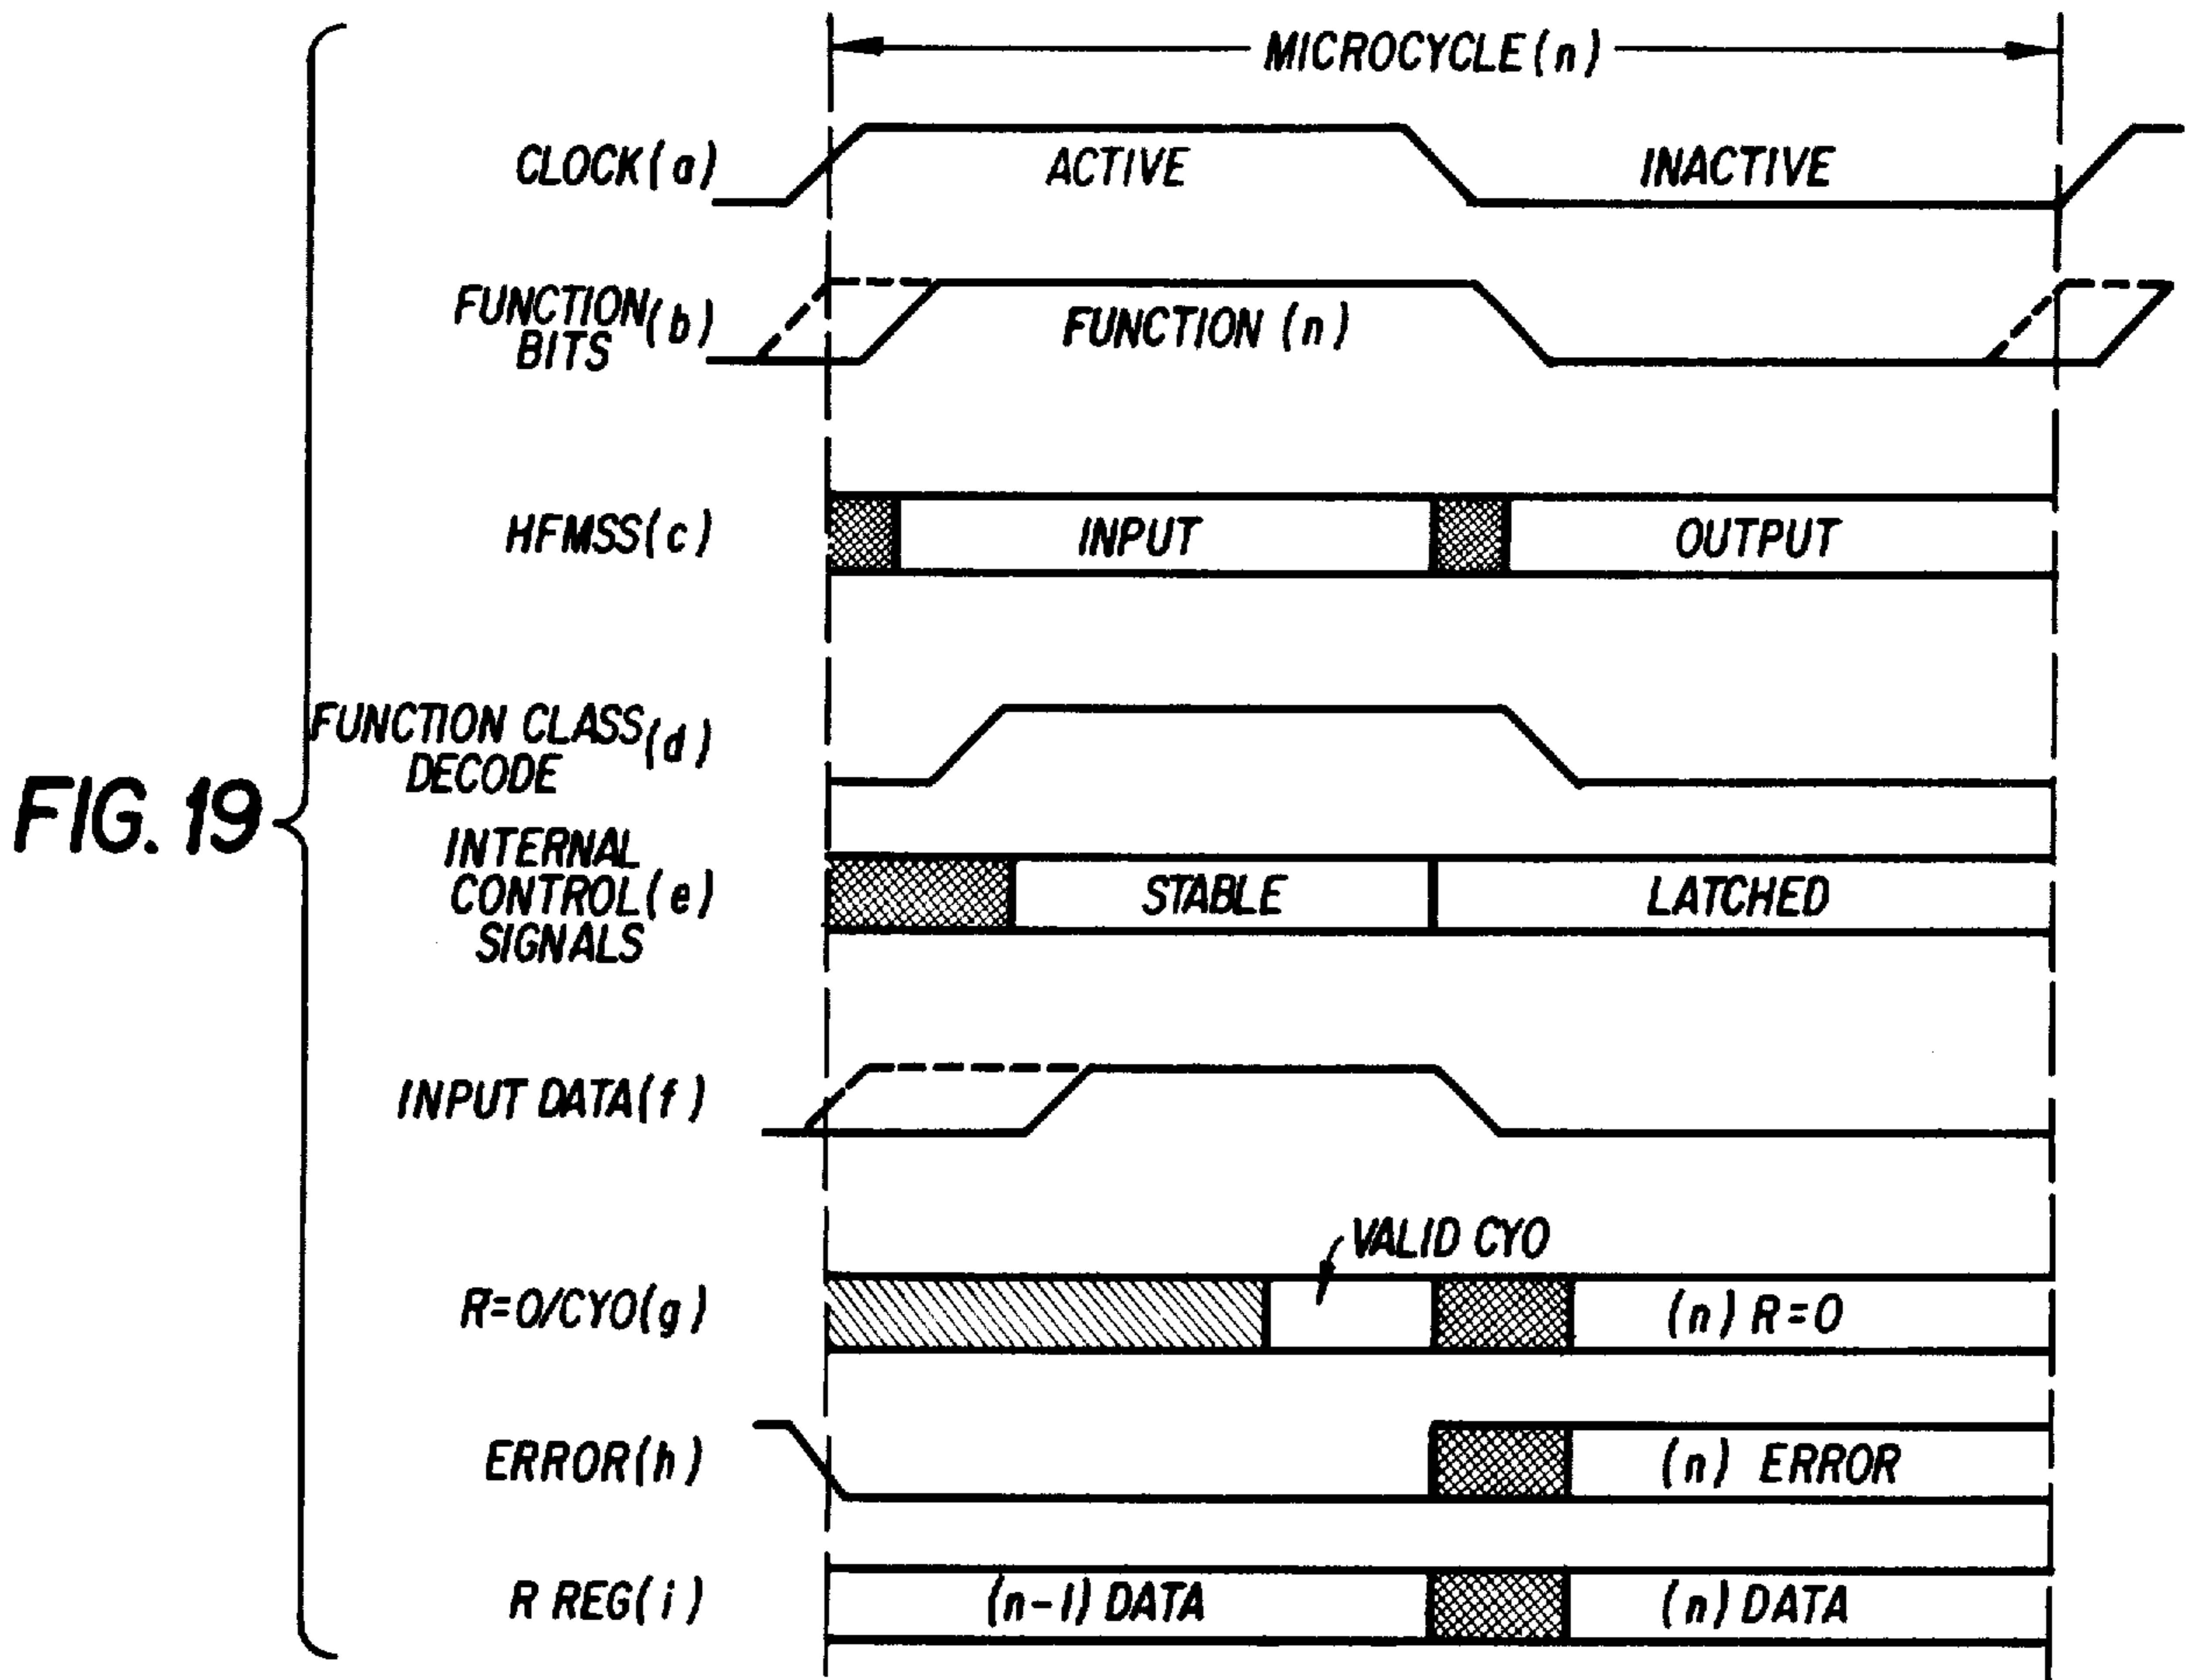 MICROCYCLE (n)
CLOCK (a)
ACTIVE
INACTIVE
FUNCTION (b)
BITS
FUNCTION (n)
HFMSS (c)
INPUT
OUTPUT
FUNCTION CLASS (d)
DECODE
FIG. 19
INTERNAL
CONTROL (e)
SIGNALS
STABLE
LATCHED
INPUT DATA (f)
VALID CYO
R=0/CYO (g)
(n) R=0
ERROR (h)
(n) ERROR
R REG (i)
(n-1) DATA
(n) DATA